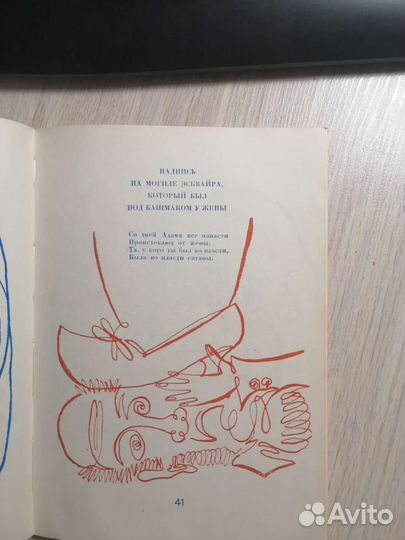 НАДПИСЬ
НА МОГИЛЕ ЭСКВАЙРА,
КОТОРЫЙ БЫЛ
ПОД БАШМАКОМ У ЖЕНЫ
Со дней Адама все напасти
Проистекают от жены.
Та, у кого ты был во власти,
Была во власти сатаны.
41
Avito